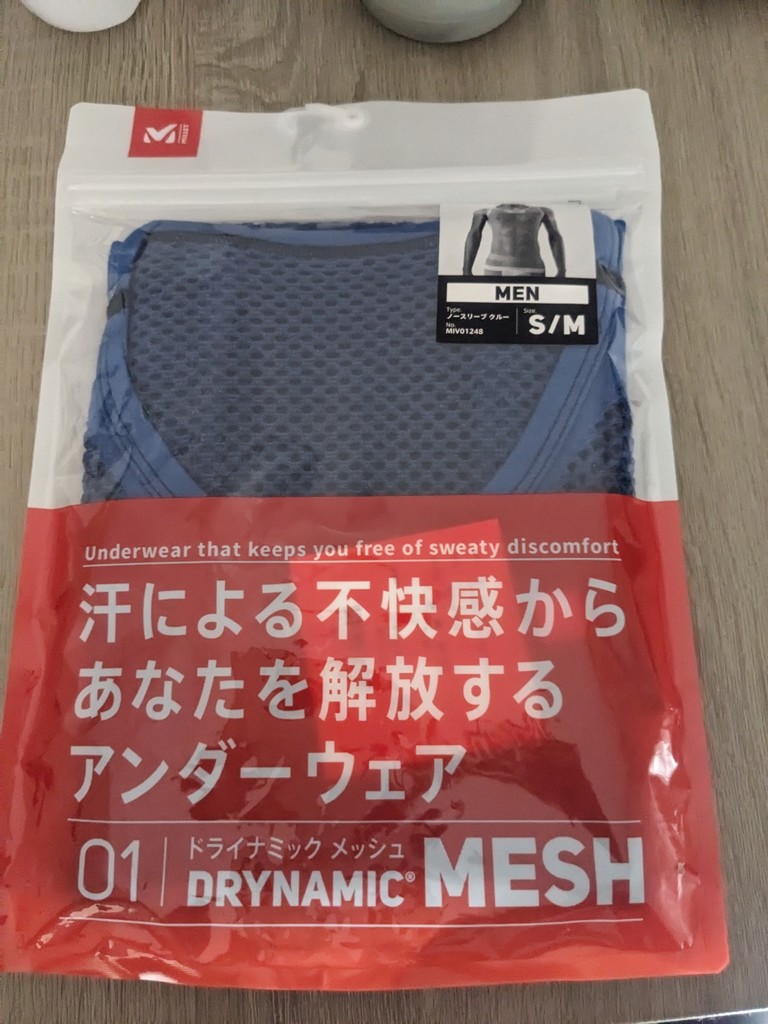 MILLET
MEN
Type.
ノースリーブ クルー
No.
MIV01248
Size.
S/M
Underwear that keeps you free of sweaty discomfort
汗による不快感から
あなたを解放する
アンダーウェア
01
ドライナミック メッシュ
DRYNAMIC® MESH